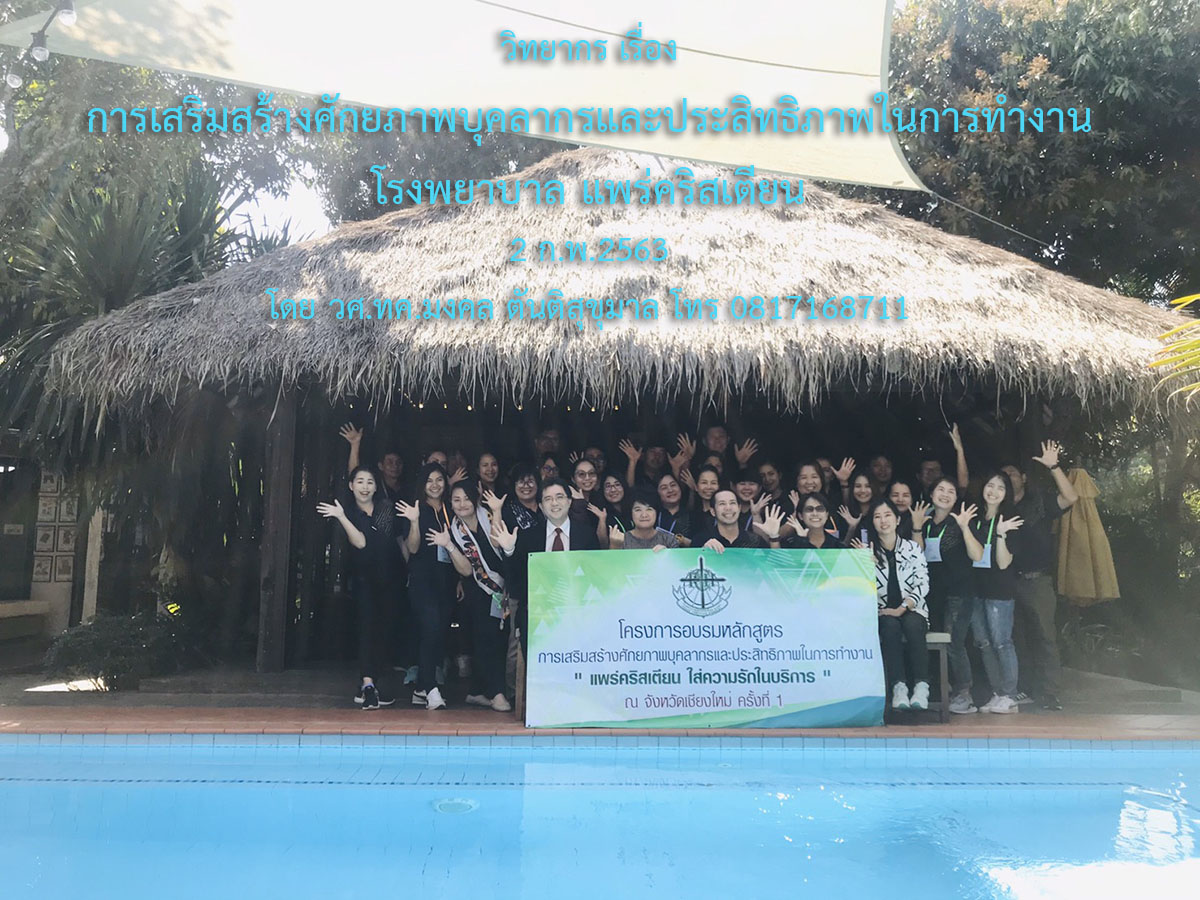 วิทยากร เรื่อง
การเสริมสร้างศักยภาพบุคลากรและประสิทธิภาพในการทำงาน
โรงพยาบาล แพร่คริสเตียน
2 ก.พ.2563
โดย วศ.ทค.มงคล ตันติสุขุมาล โทร 0817168711
โครงการอบรมหลักสูตร
การเสริมสร้างศักยภาพบุคลากรและประสิทธิภาพในการทำงาน
" แพร่คริสเตียน ใส่ความรักในบริการ "
ณ จังหวัดเชียงใหม่ ครั้งที่ 1